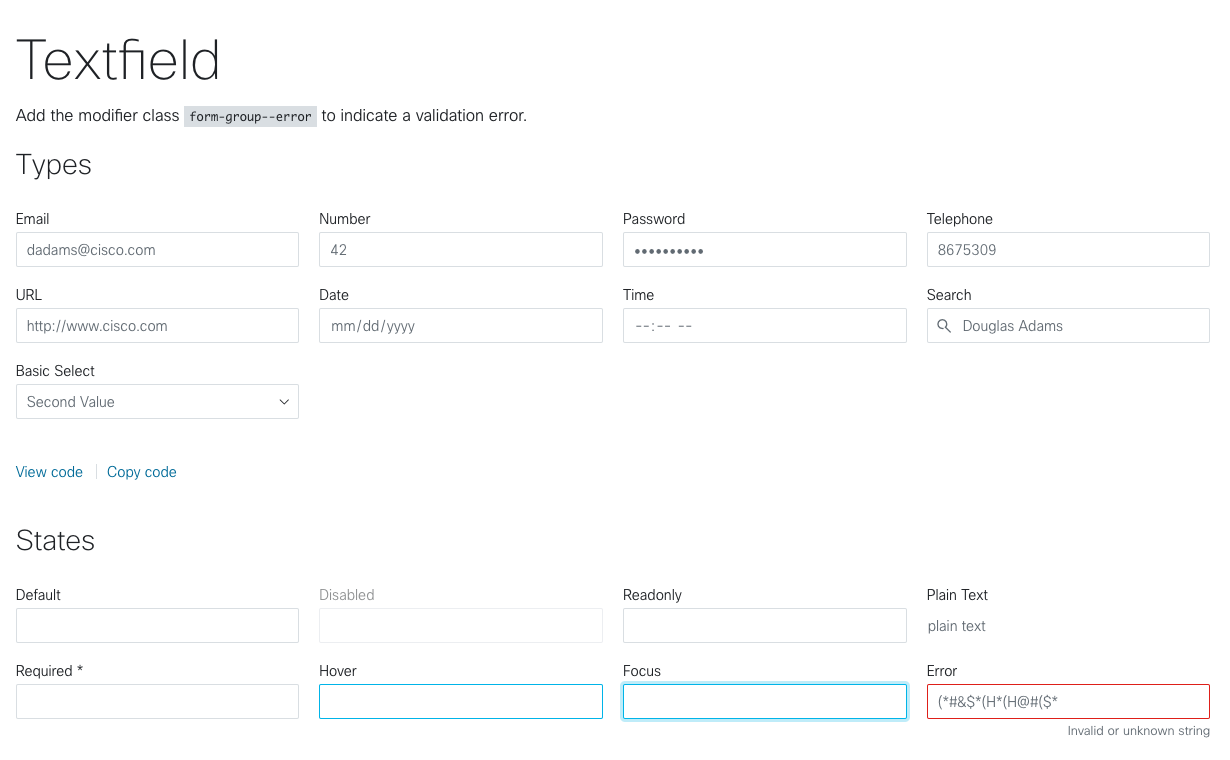 Textfield
Add the modifier class form-group--error to indicate a validation error.
Types
Email Number Password Telephone
dadams@cisco.com 42 •••••••••• 8675309
URL Date Time Search
http://www.cisco.com mm/dd/yyyy --:-- -- Douglas Adams
Basic Select
Second Value
View code Copy code
States
Default Disabled Readonly Plain Text
plain text
Required * Hover Focus Error
(*#&$*(H*(H@#($*
Invalid or unknown string